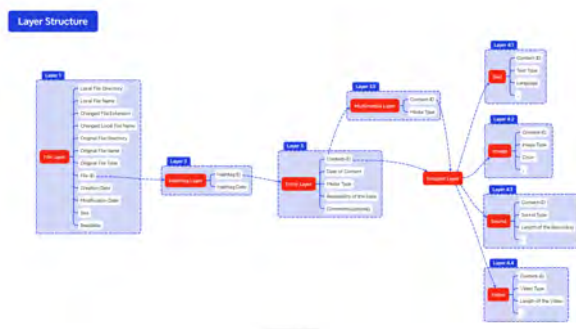 Layer Structure
Layer 1
File Layer
Local File Directory
Local File Name
Changed File Extension
Changed Local File Name
Original File Directory
Original File Name
Original File Type
File ID
Creation Date
Modification Date
Size
Readable
Layer 2
Hashtag Layer
Hashtag ID
Hashtag Date
Layer 3
Entity Layer
Content-ID
Date of Content
Media Type
Readability of the Data
Layer 3.5
Multimedia Layer
Content-ID
Media Type
Layer
Layer 4.1
Text
Content-ID
Text Type
Language
Layer 4.2
Image
Content-ID
Image Type
Color
Layer 4.3
Sound
Content-ID
Sound Type
Length of the Recording
Layer 4.4
Video
Content-ID
Video Type
Length of the Video